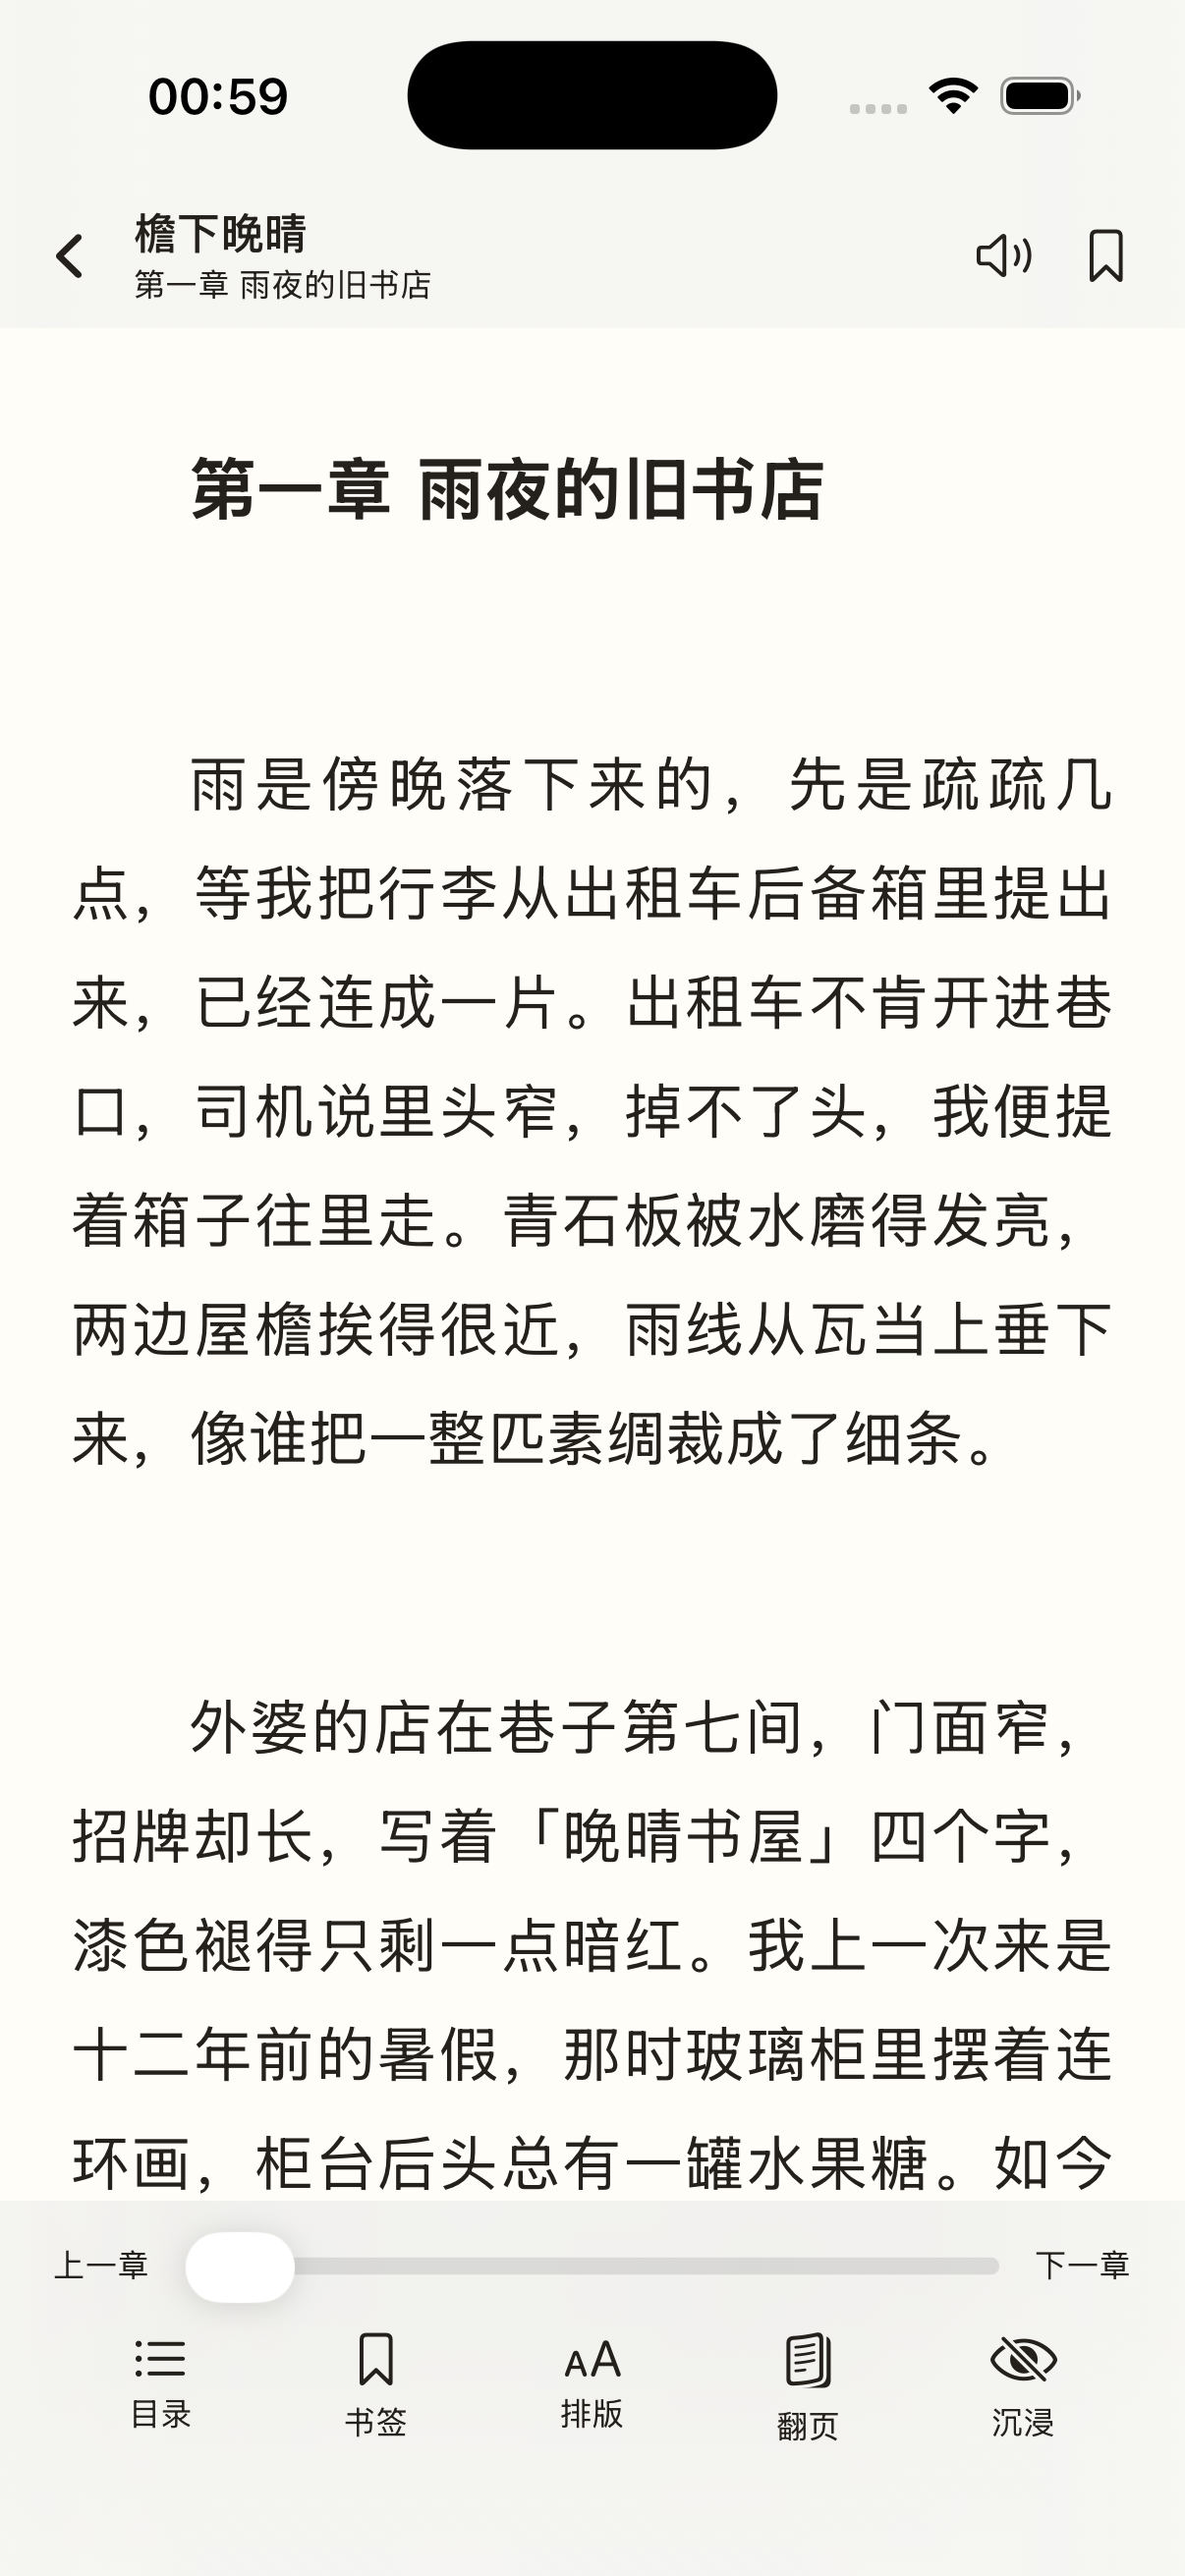 00:59
檐下晚晴
第一章 雨夜的旧书店
第一章 雨夜的旧书店
雨是傍晚落下来的，先是疏疏几
点，等我把行李从出租车后备箱里提出
来，已经连成一片。出租车不肯开进巷
口，司机说里头窄，掉不了头，我便提
着箱子往里走。青石板被水磨得发亮，
两边屋檐挨得很近，雨线从瓦当上垂下
来，像谁把一整匹素绸裁成了细条。
外婆的店在巷子第七间，门面窄，
招牌却长，写着「晚晴书屋」四个字，
漆色褪得只剩一点暗红。我上一次来是
十二年前的暑假，那时玻璃柜里摆着连
环画，柜台后头总有一罐水果糖。如今
上一章
下一章
目录
书签
AA
排版
翻页
沉浸